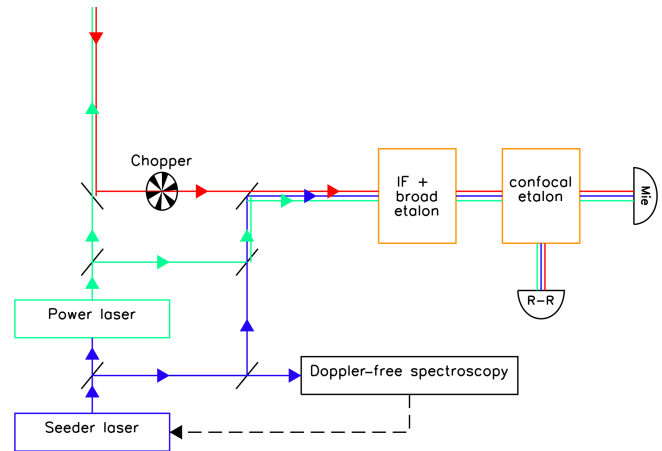 Chopper
IF +
broad
etalon
confocal
etalon
Mie
R-R
Power laser
Doppler-free spectroscopy
Seeder laser